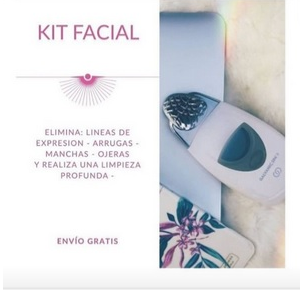 KIT FACIAL
ELIMINA: LINEAS DE
EXPRESION - ARRUGAS -
MANCHAS - OJERAS
Y REALIZA UNA LIMPIEZA
PROFUNDA -
ENVÍO GRATIS